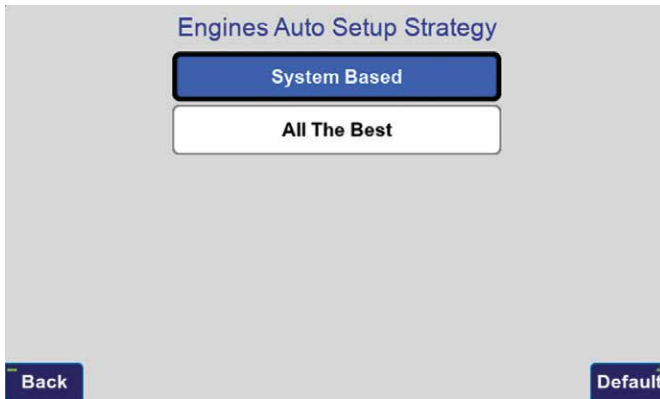 Engines Auto Setup Strategy
System Based
All The Best
Back
Default